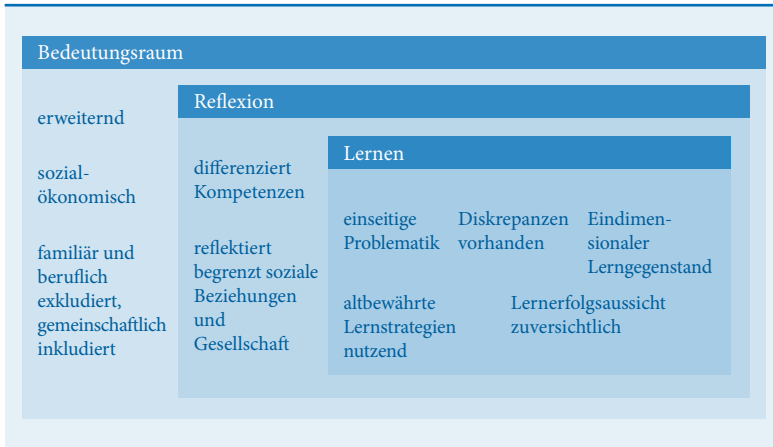 Bedeutungsraum
erweiternd
sozial-
ökonomisch
familiär und
beruflich
exkludiert,
gemeinschaftlich
inkludiert
Reflexion
differenziert
Kompetenzen
reflektiert
begrenzt soziale
Beziehungen
und
Gesellschaft
Lernen
einseitige
Problematik
Diskrepanzen
vorhanden
Eindimen-
sionaler
Lerngegenstand
altbewährte
Lernstrategien
nutzend
Lernerfolgsaussicht
zuversichtlich